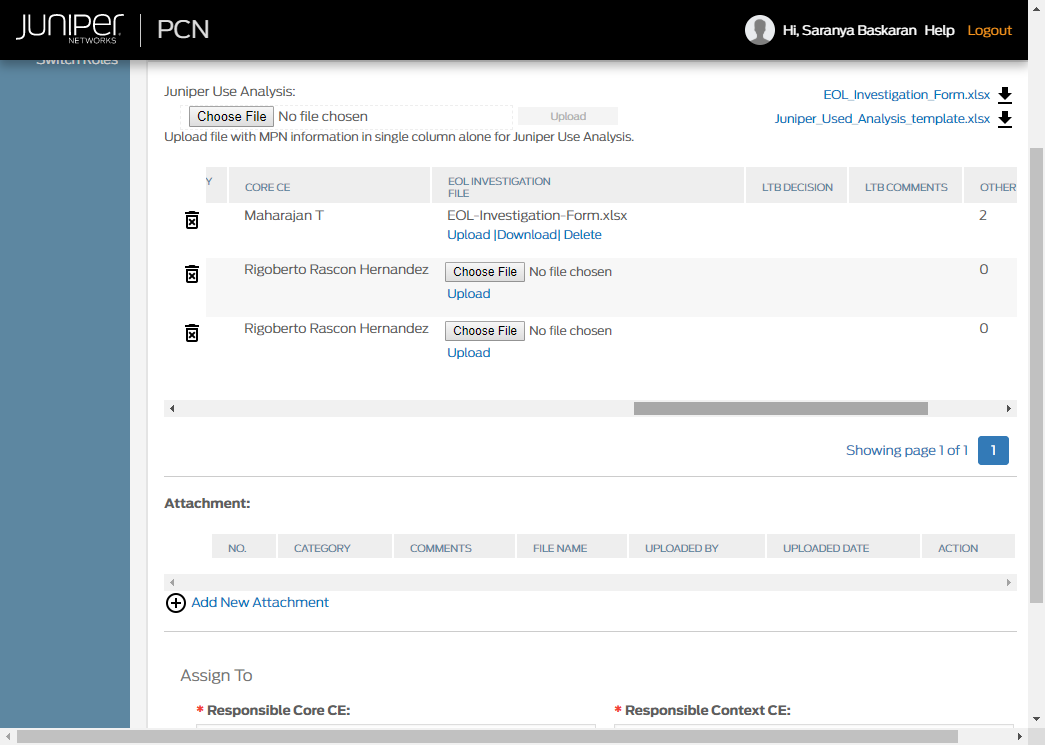 JUNIPER
NETWORKS
PCN
Hi, Saranya Baskaran Help Logout
Switch Roles
Juniper Use Analysis:
Choose File No file chosen Upload
Upload file with MPN information in single column alone for Juniper Use Analysis.
EOL_Investigation_Form.xlsx
Juniper_Used_Analysis_template.xlsx
Y CORE CE EOL INVESTIGATION FILE LTB DECISION LTB COMMENTS OTHER
Maharajan T EOL-Investigation-Form.xlsx 2
Upload |Download| Delete
Rigoberto Rascon Hernandez Choose File No file chosen 0
Upload
Rigoberto Rascon Hernandez Choose File No file chosen 0
Upload
Showing page 1 of 1 1
Attachment:
NO. CATEGORY COMMENTS FILE NAME UPLOADED BY UPLOADED DATE ACTION
Add New Attachment
Assign To
* Responsible Core CE: * Responsible Context CE: